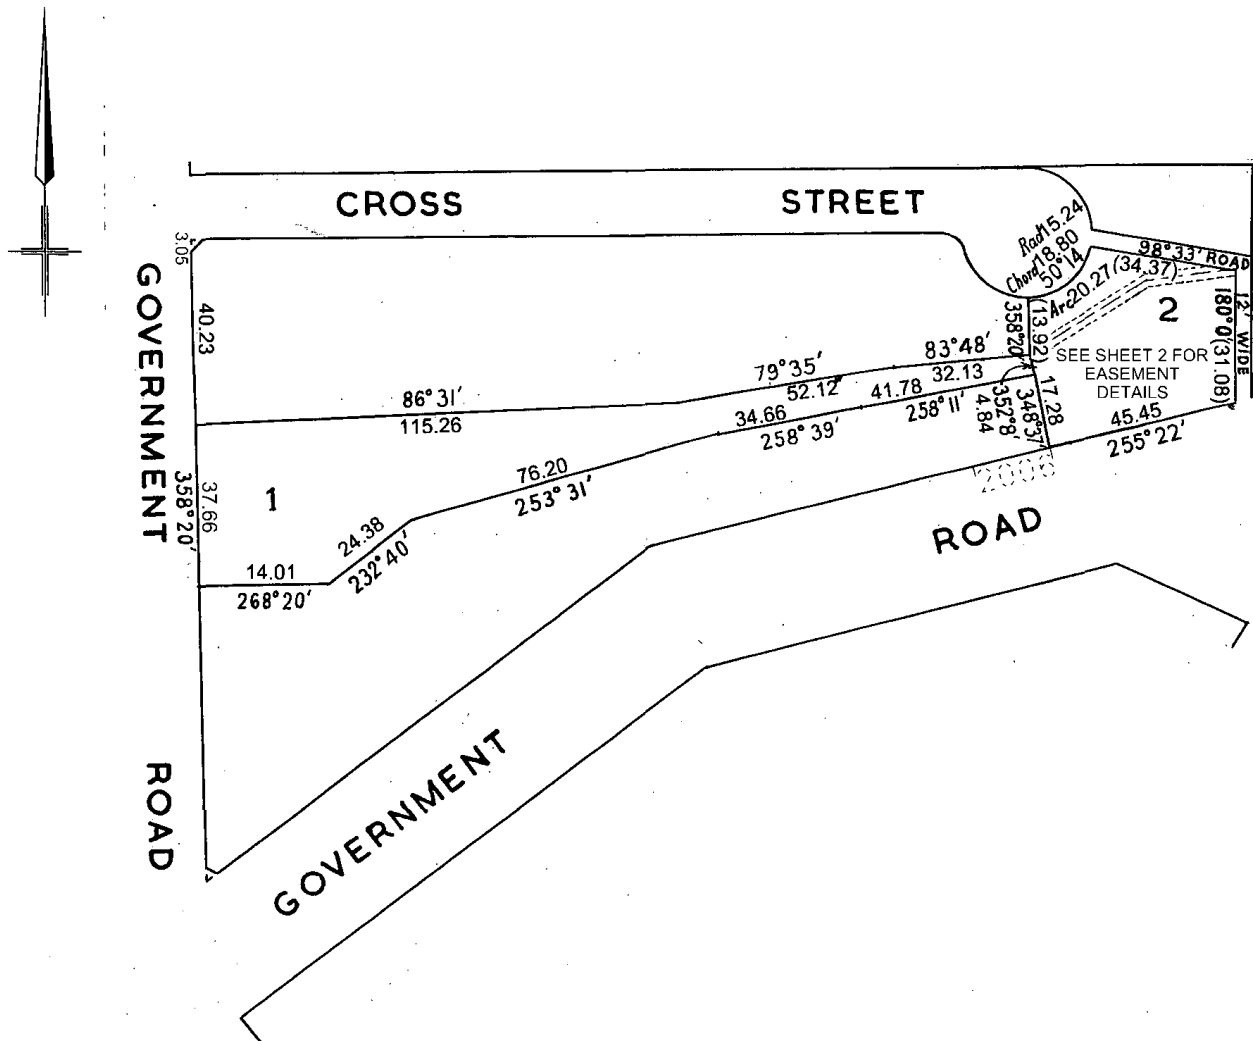 CROSS STREET
GOVERNMENT
ROAD
3.05
40.23
37.66
358°20′
86°31′
115.26
79°35′
52.12
83°48′
32.13
34.66
258°39′
41.78
258°11′
76.20
253°31′
24.38
232°40′
14.01
268°20′
1
Rad 15.24
Chord 18.80
50°14
Arc 20.27
(34.37)
98°33′ ROAD
12′ WIDE
180°0′
(31.08)
2
358°20′
(13.92)
SEE SHEET 2 FOR
EASEMENT
DETAILS
17.28
348°37′
352°8′
4.84
45.45
255°22′
2006
GOVERNMENT
ROAD